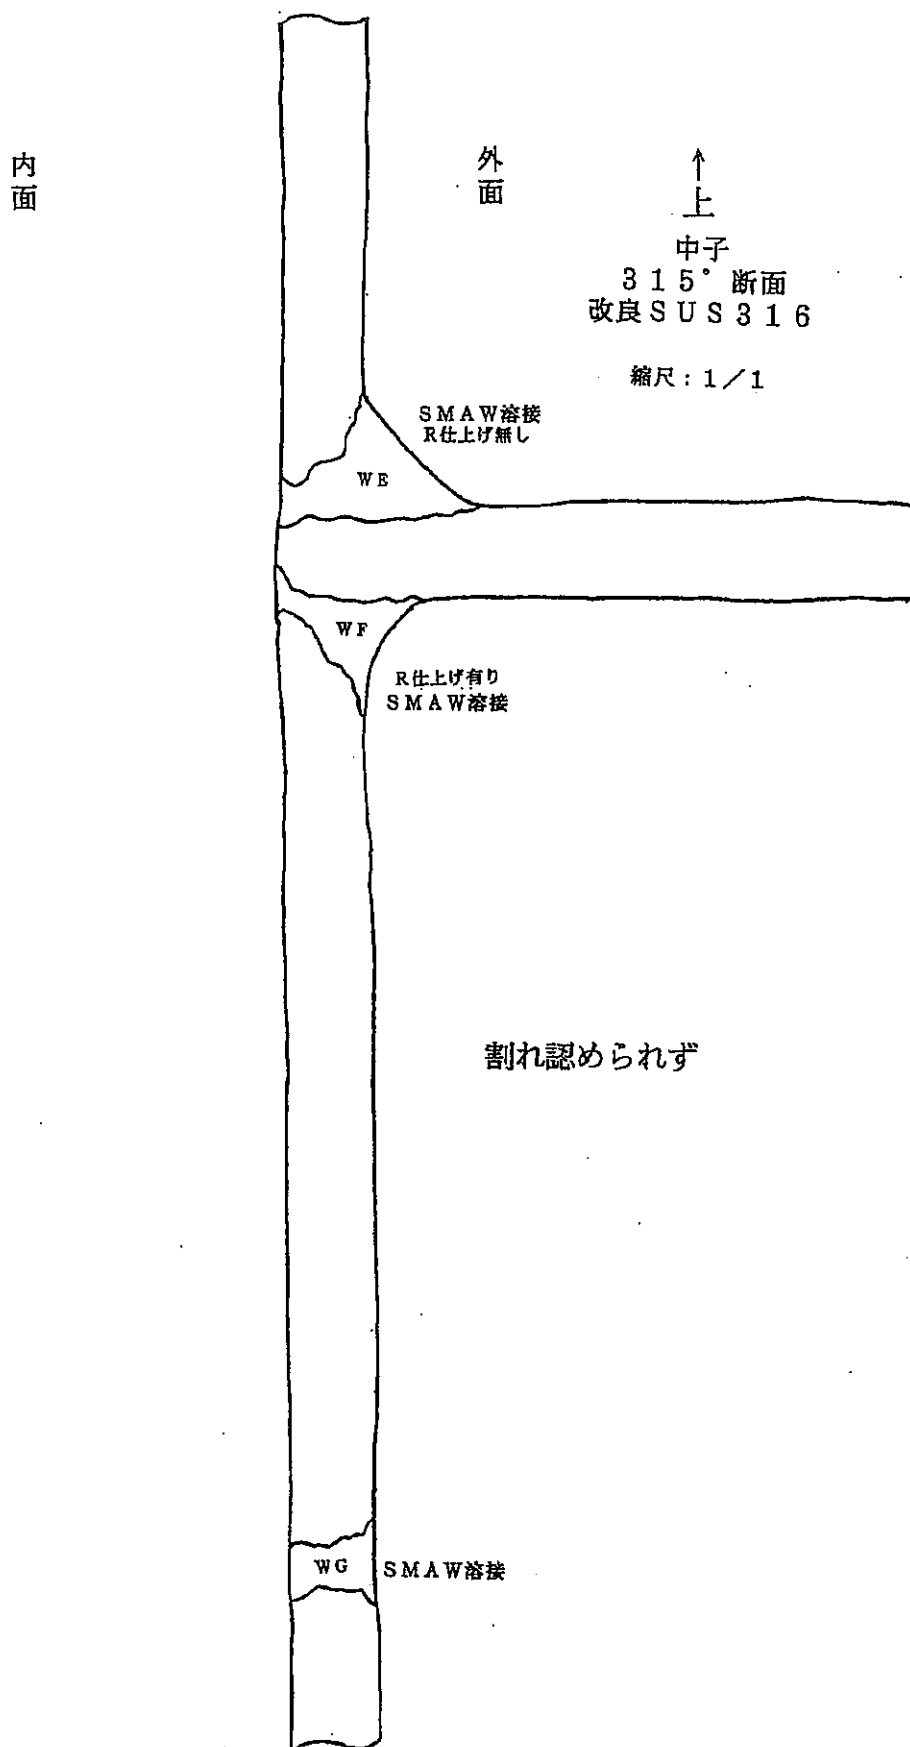 内面
外面
↑
上
中子
315°断面
改良SUS316
縮尺：1／1
SMAW溶接
R仕上げ無し
WE
WF
R仕上げ有り
SMAW溶接
割れ認められず
WG
SMAW溶接